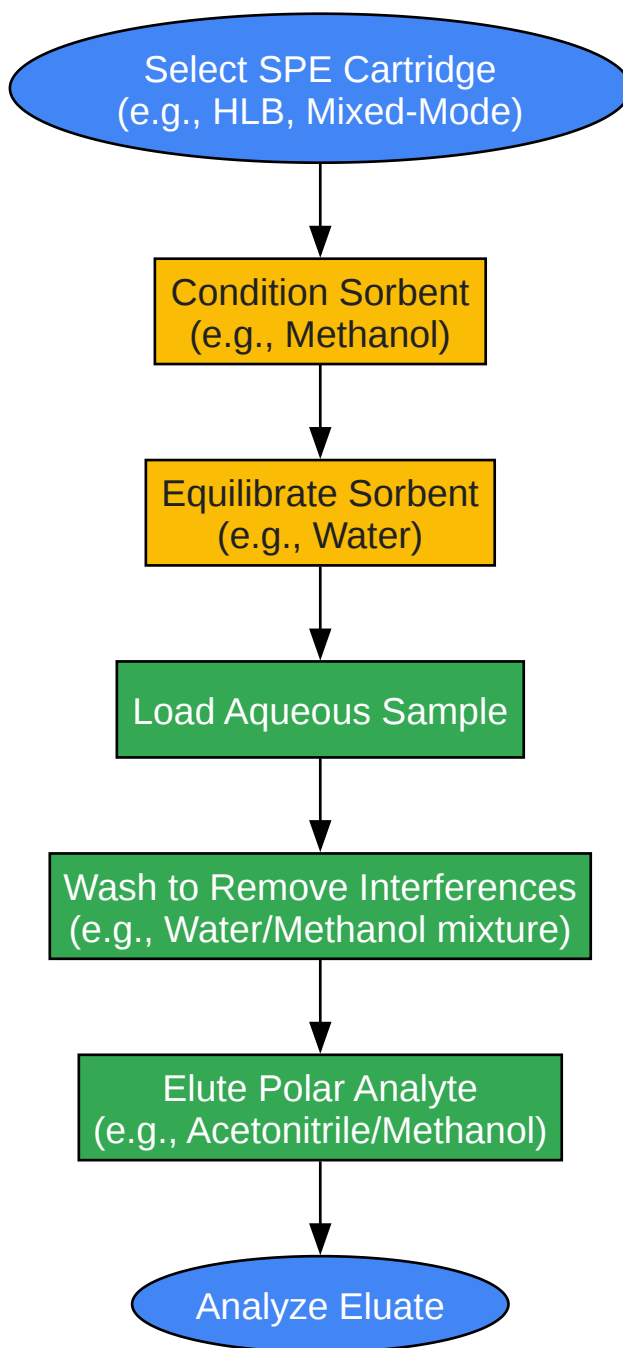 Select SPE Cartridge
(e.g., HLB, Mixed-Mode)
Condition Sorbent
(e.g., Methanol)
Equilibrate Sorbent
(e.g., Water)
Load Aqueous Sample
Wash to Remove Interferences
(e.g., Water/Methanol mixture)
Elute Polar Analyte
(e.g., Acetonitrile/Methanol)
Analyze Eluate